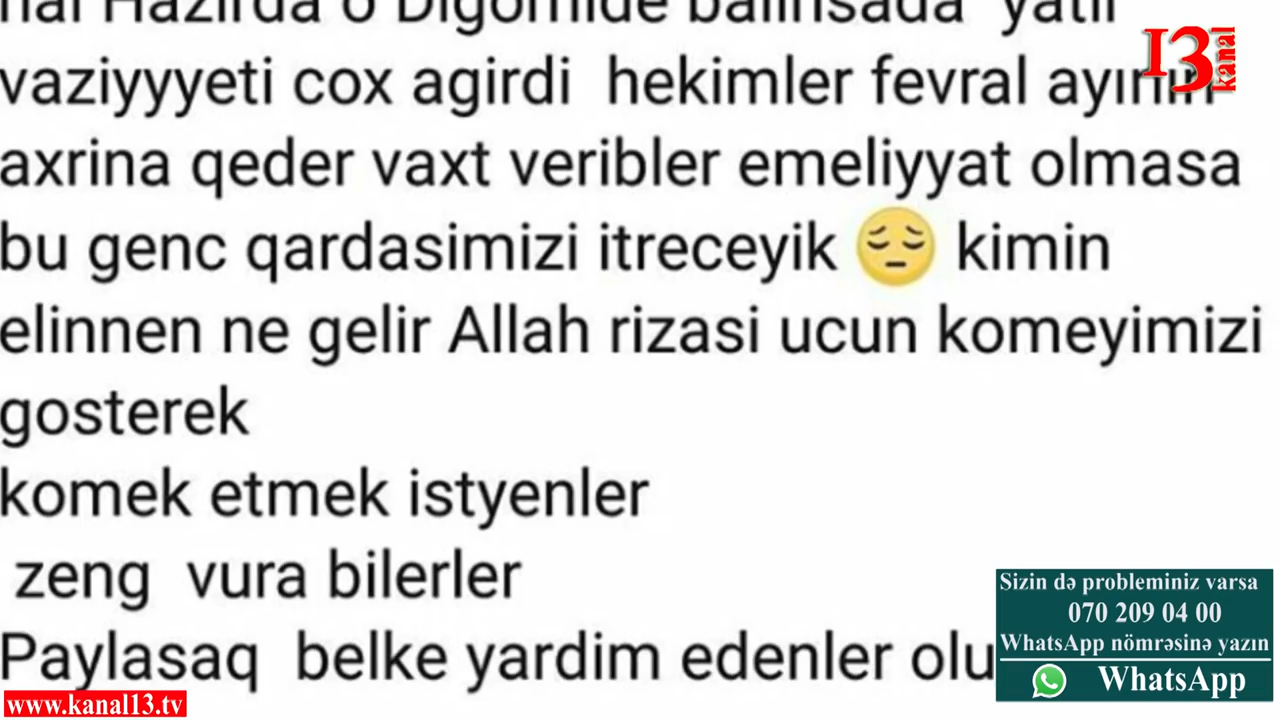 Hazirda o
yatir
vaziyyyeti cox agirdi hekimler fevral ayinin
axrina qeder vaxt veribler emeliyyat olmasa
bu genc qardasimizi itreceyik 😔 kimin
elinnen ne gelir Allah rizasi ucun komeyimizi
gosterek
komek etmek istyenler
zeng vura bilerler
Paylasaq belke yardim edenler olu
13 kanal
Sizin də probleminiz varsa
070 209 04 00
WhatsApp nömrəsinə yazın
WhatsApp
www.kanal13.tv